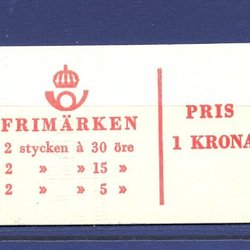 FRIMÄRKEN
2 stycken à 30 öre
2 » » 15 »
2 » » 5 »
PRIS
1 KRONA